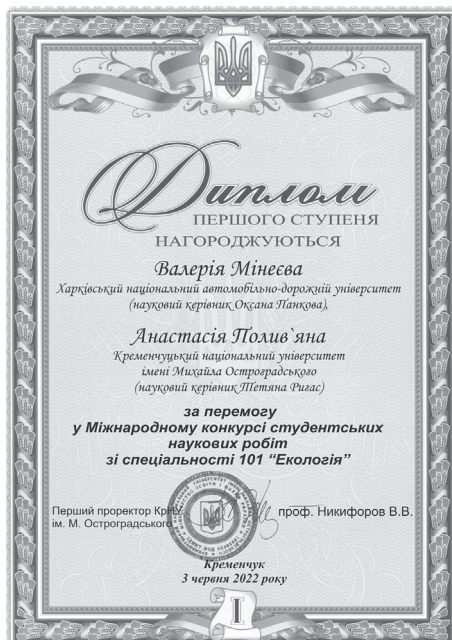 Диплом
ПЕРШОГО СТУПЕНЯ
НАГОРОДЖУЮТЬСЯ
Валерія Мінеєва
Харківський національний автомобільно-дорожній університет
(науковий керівник Оксана Панкова),
Анастасія Полив`яна
Кременчуцький національний університет
імені Михайла Остроградського
(науковий керівник Тетяна Ригас)
за перемогу
у Міжнародному конкурсі студентських
наукових робіт
зі спеціальності 101 “Екологія”
Перший проректор КрНУ
ім. М. Остроградського
проф. Никифоров В.В.
Кременчук
3 червня 2022 року
I